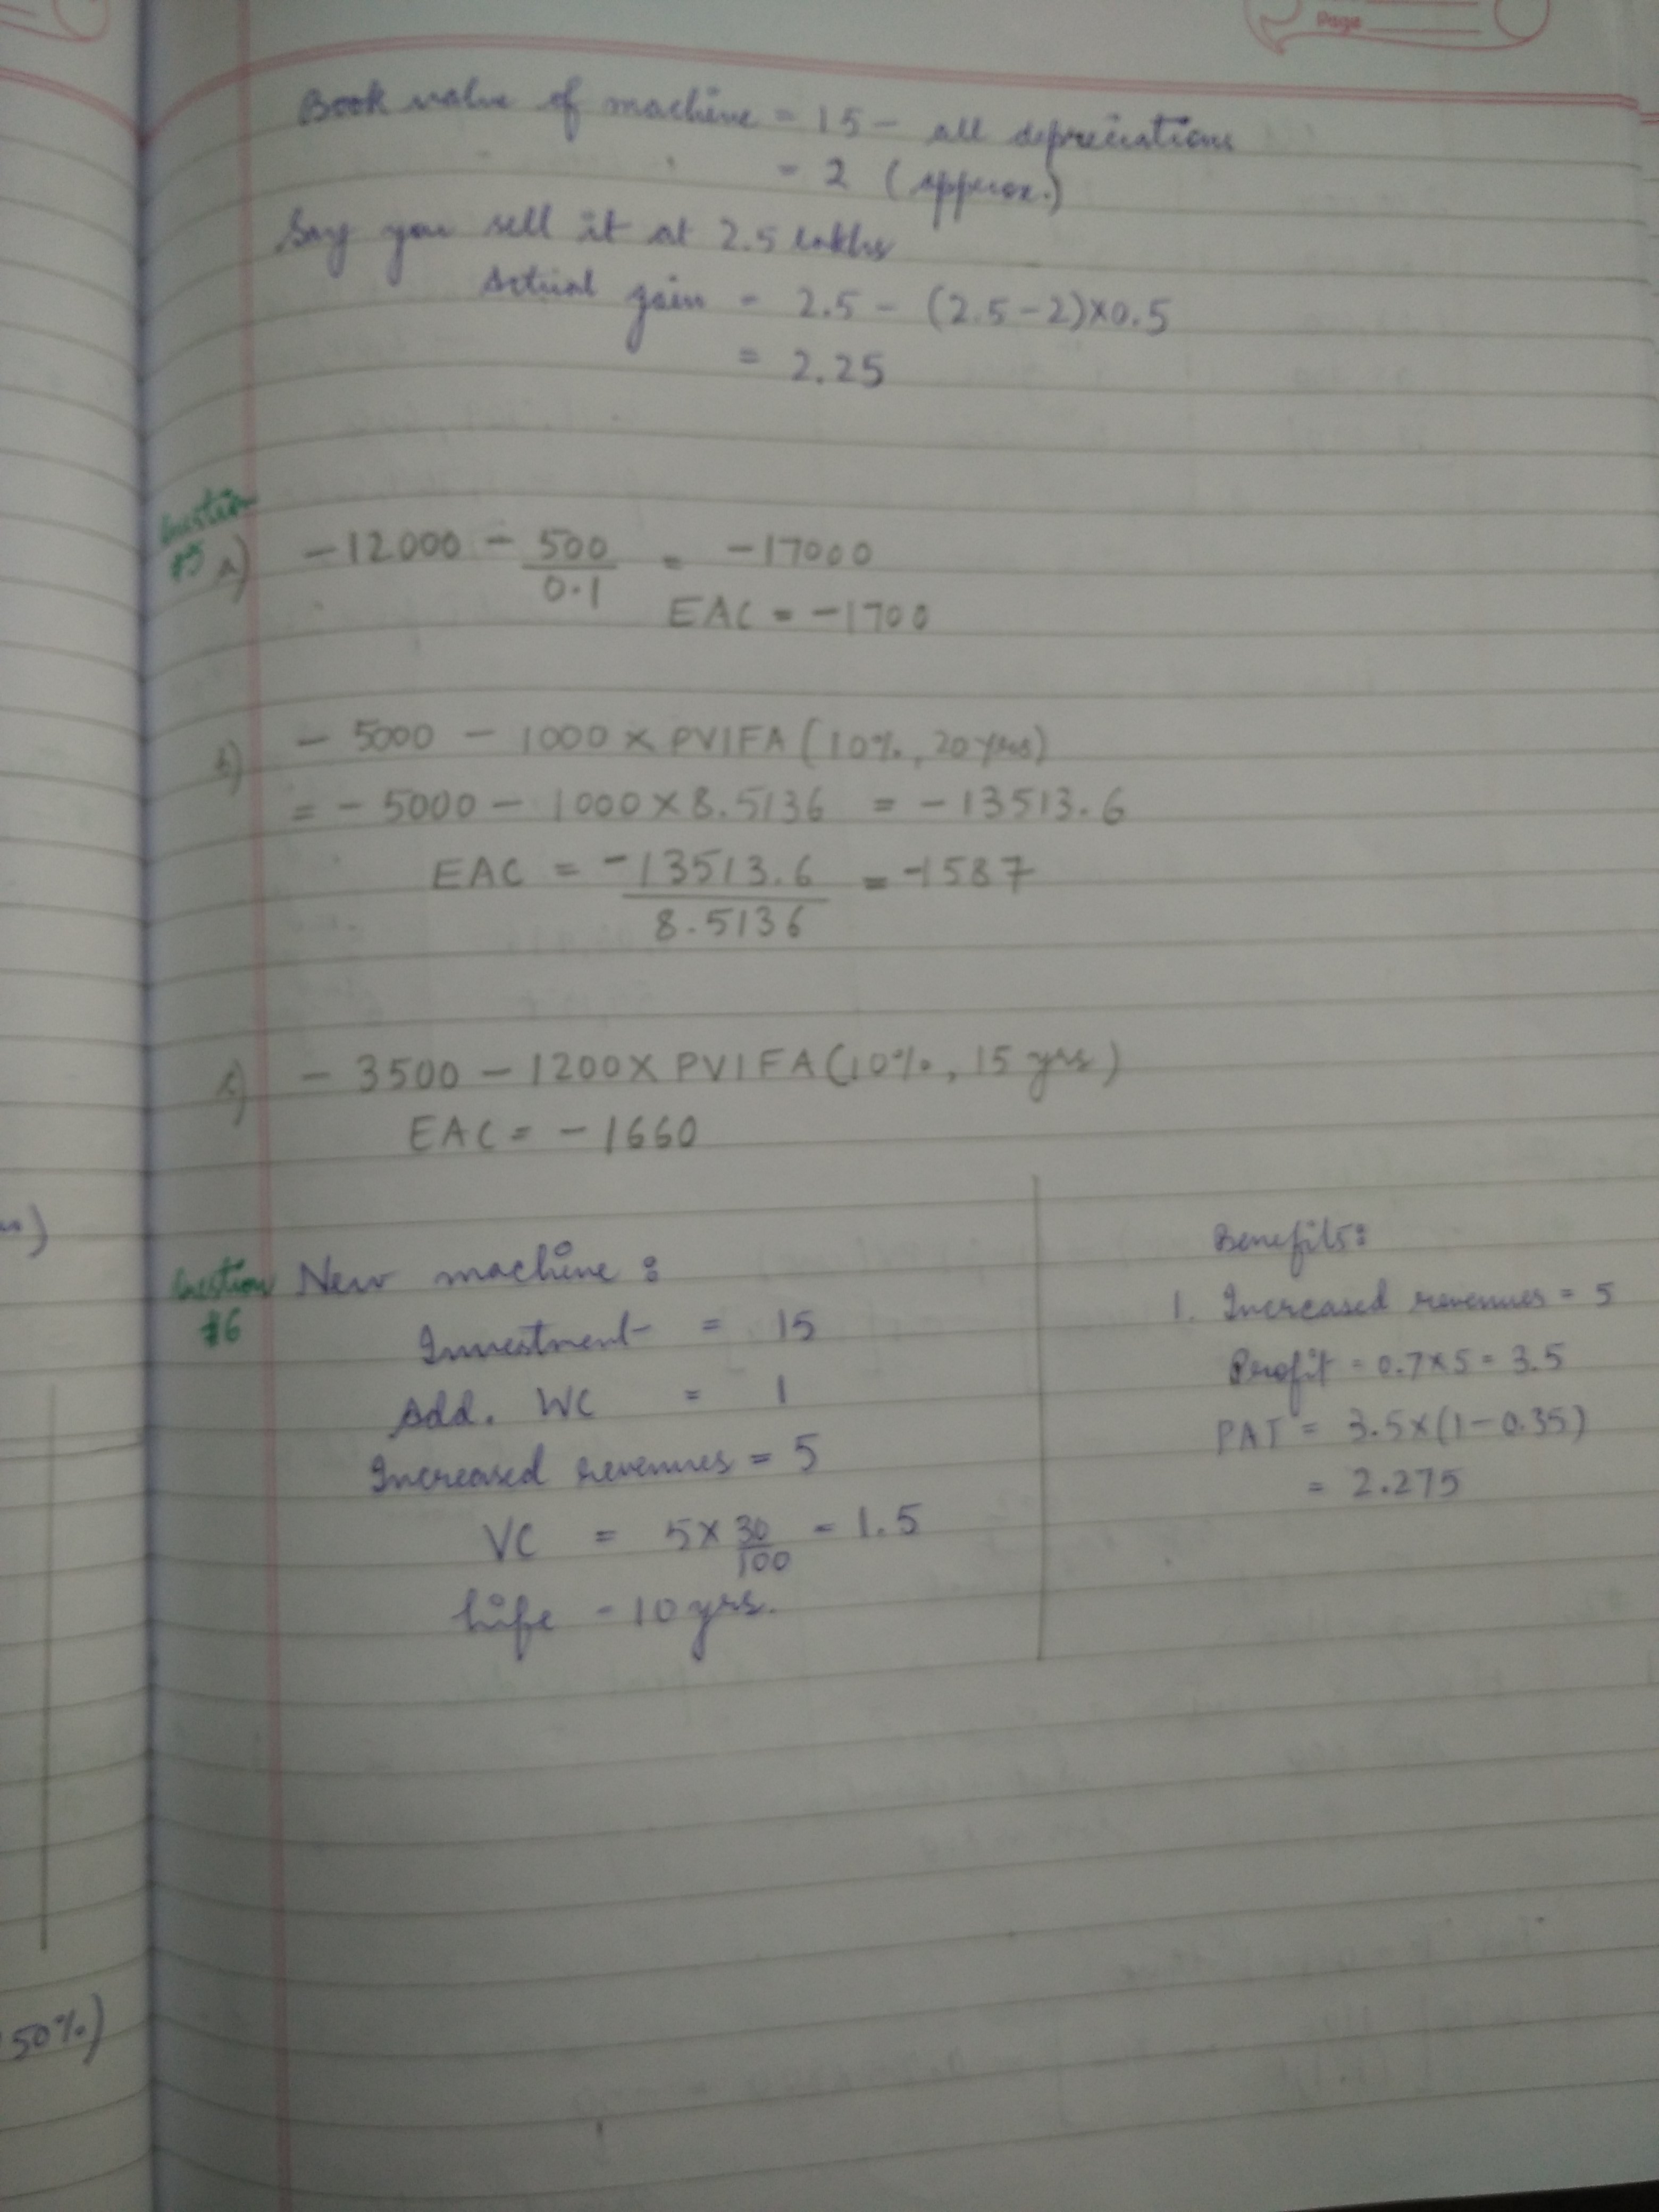 Page
Book value of machine = 15 - all depreciations
= 2 (approx.)
Say you sell it at 2.5 lakhs
Actual gain = 2.5 - (2.5-2)×0.5
= 2.25
Question
#5 a) -12000 - 500/0.1 = -17000
EAC = -1700
b) - 5000 - 1000 × PVIFA (10%, 20 yrs)
= - 5000 - 1000 × 8.5136 = - 13513.6
EAC = -13513.6/8.5136 = -1587
c) - 3500 - 1200 × PVIFA (10%, 15 yrs)
EAC = - 1660
Question #6
New machine :
Investment = 15
Add. WC = 1
Increased revenues = 5
VC = 5 × 30/100 = 1.5
Life - 10 yrs.
Benefits:
1. Increased revenues = 5
Profit = 0.7×5 = 3.5
PAT = 3.5×(1-0.35)
= 2.275
50%)